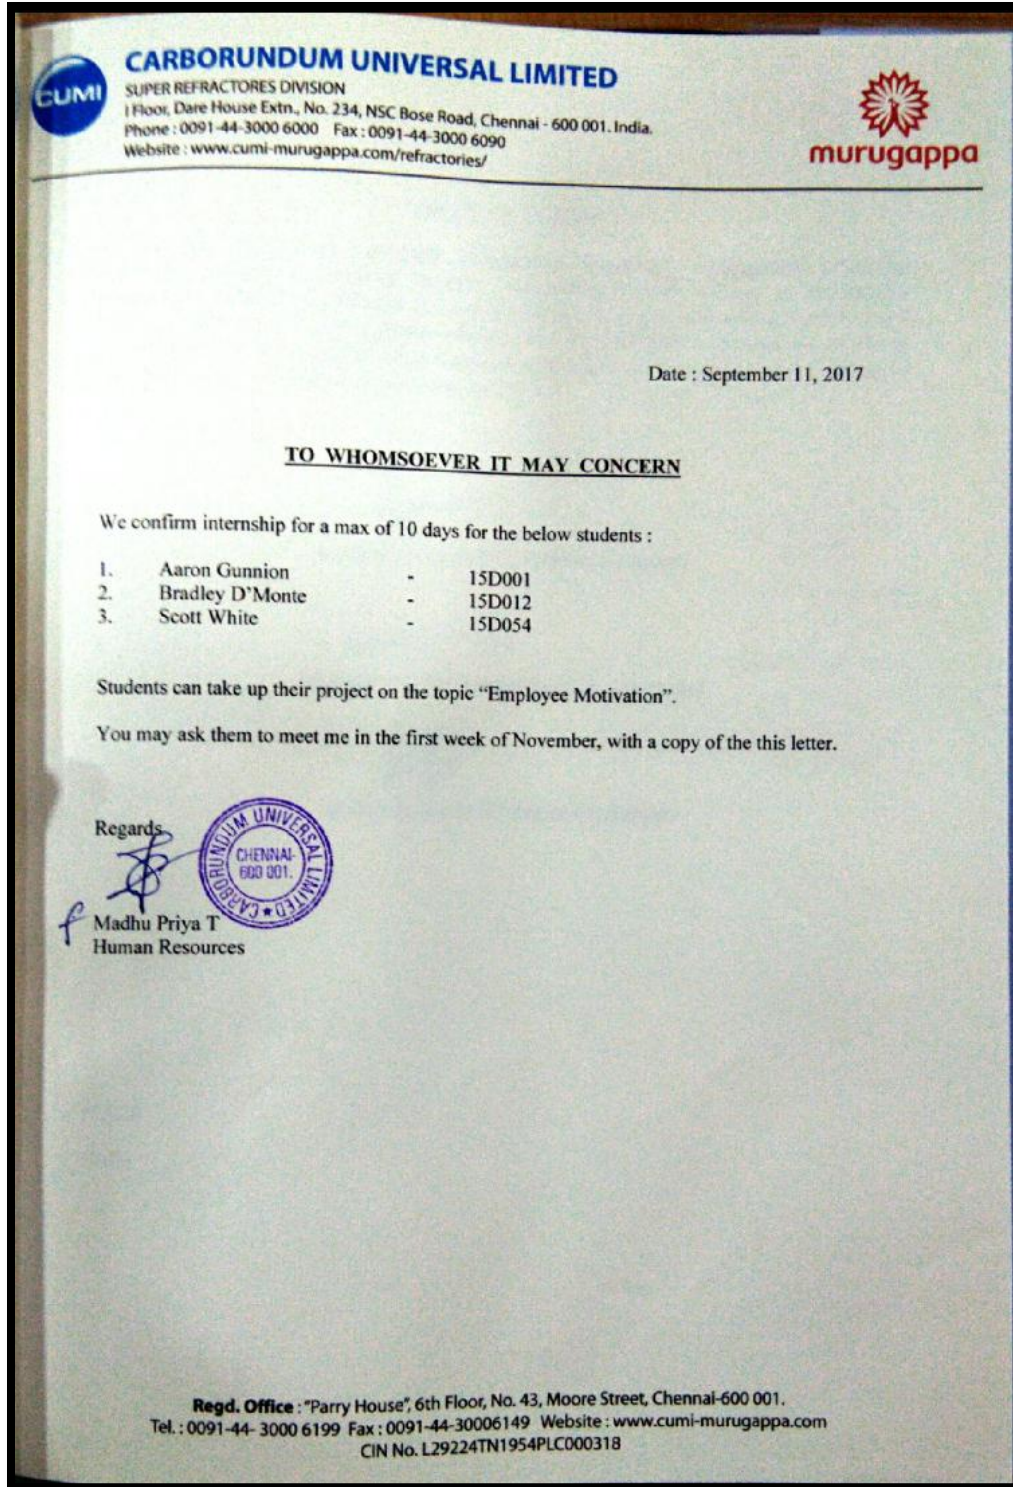 CUMI
CARBORUNDUM UNIVERSAL LIMITED
SUPER REFRACTORES DIVISION
I Floor, Dare House Extn., No. 234, NSC Bose Road, Chennai - 600 001. India.
Phone : 0091-44-3000 6000 Fax : 0091-44-3000 6090
Website : www.cumi-murugappa.com/refractories/
murugappa
Date : September 11, 2017
TO WHOMSOEVER IT MAY CONCERN
We confirm internship for a max of 10 days for the below students :
1. Aaron Gunnion - 15D001
2. Bradley D'Monte - 15D012
3. Scott White - 15D054
Students can take up their project on the topic “Employee Motivation”.
You may ask them to meet me in the first week of November, with a copy of the this letter.
Regards
CARBORUNDUM UNIVERSAL LIMITED
CHENNAI-
600 001.
Madhu Priya T
Human Resources
Regd. Office : "Parry House", 6th Floor, No. 43, Moore Street, Chennai-600 001.
Tel. : 0091-44- 3000 6199 Fax : 0091-44-30006149 Website : www.cumi-murugappa.com
CIN No. L29224TN1954PLC000318